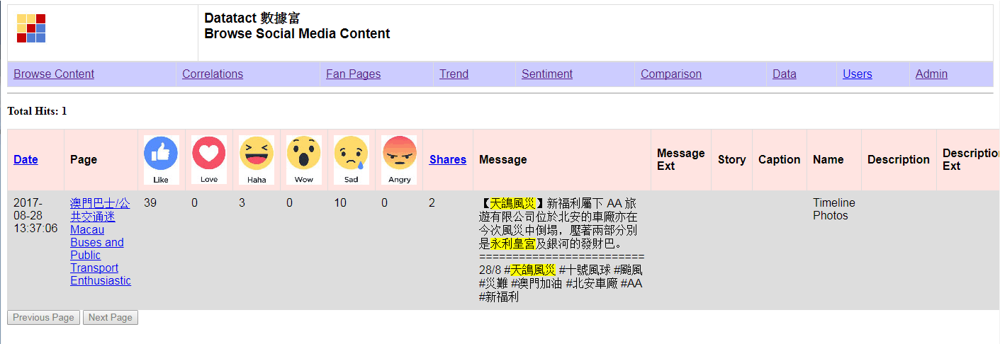 Datatact 數據富
Browse Social Media Content
Browse Content
Correlations
Fan Pages
Trend
Sentiment
Comparison
Data
Users
Admin
Total Hits: 1
Date
Page
Like
Love
Haha
Wow
Sad
Angry
Shares
Message
Message
Ext
Story
Caption
Name
Description
Description
Ext
2017-
08-28
13:37:06
澳門巴士/公
共交通迷
Macau
Buses and
Public
Transport
Enthusiastic
39
0
3
0
10
0
2
【天鴿風災】新福利屬下 AA 旅
遊有限公司位於北安的車廠亦在
今次風災中倒塌，壓著兩部分別
是永利皇宮及銀河的發財巴。
=========================
28/8 #天鴿風災 #十號風球 #颱風
#災難 #澳門加油 #北安車廠 #AA
#新福利
Timeline
Photos
Previous Page
Next Page